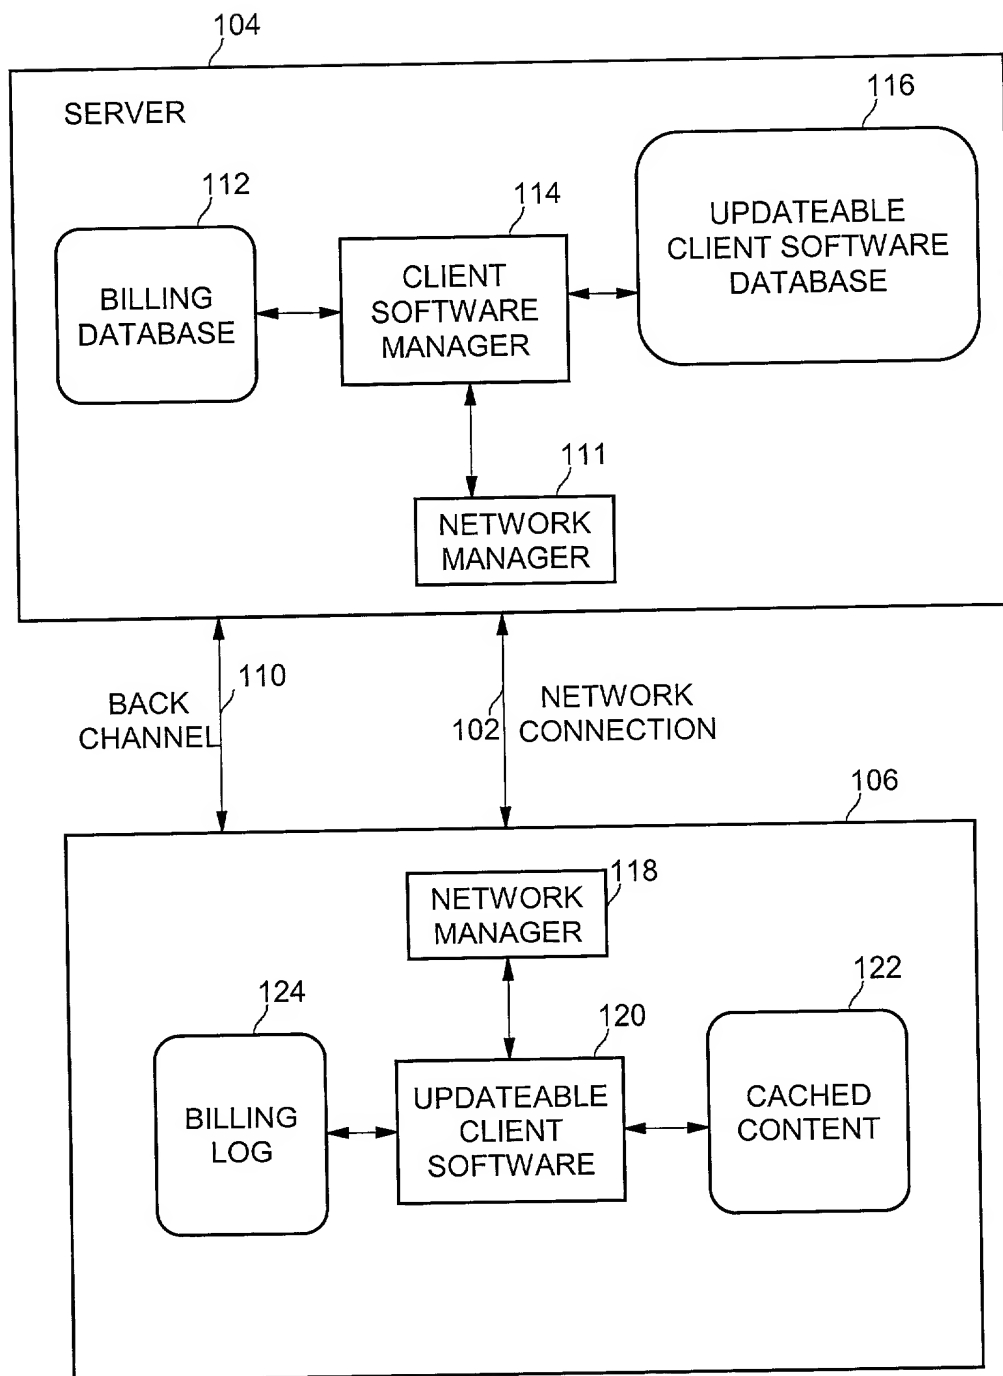 104
SERVER
116
112
114
UPDATEABLE
CLIENT SOFTWARE
DATABASE
BILLING
DATABASE
CLIENT
SOFTWARE
MANAGER
111
NETWORK
MANAGER
BACK
CHANNEL
110
102
NETWORK
CONNECTION
106
118
NETWORK
MANAGER
124
120
122
BILLING
LOG
UPDATEABLE
CLIENT
SOFTWARE
CACHED
CONTENT